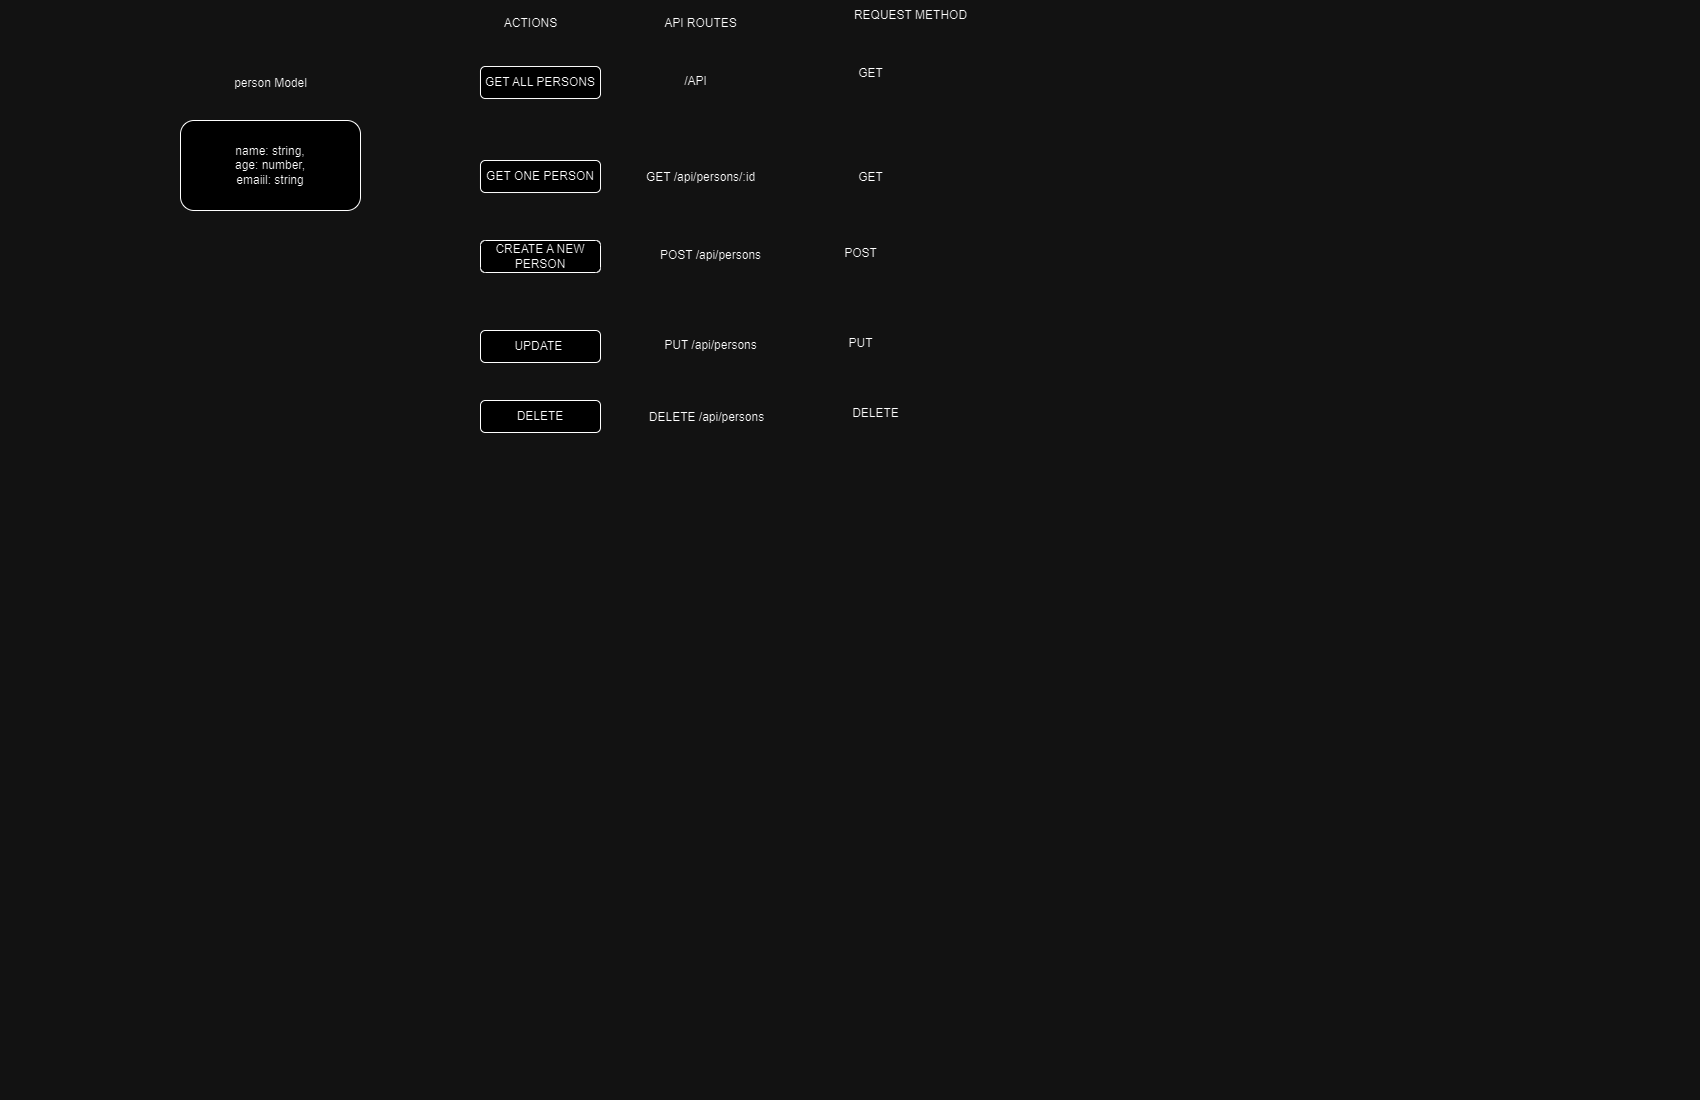 ACTIONS
API ROUTES
REQUEST METHOD
person Model
name: string,
age: number,
emaiil: string
GET ALL PERSONS
/API
GET
GET ONE PERSON
GET /api/persons/:id
GET
CREATE A NEW
PERSON
POST /api/persons
POST
UPDATE
PUT /api/persons
PUT
DELETE
DELETE /api/persons
DELETE